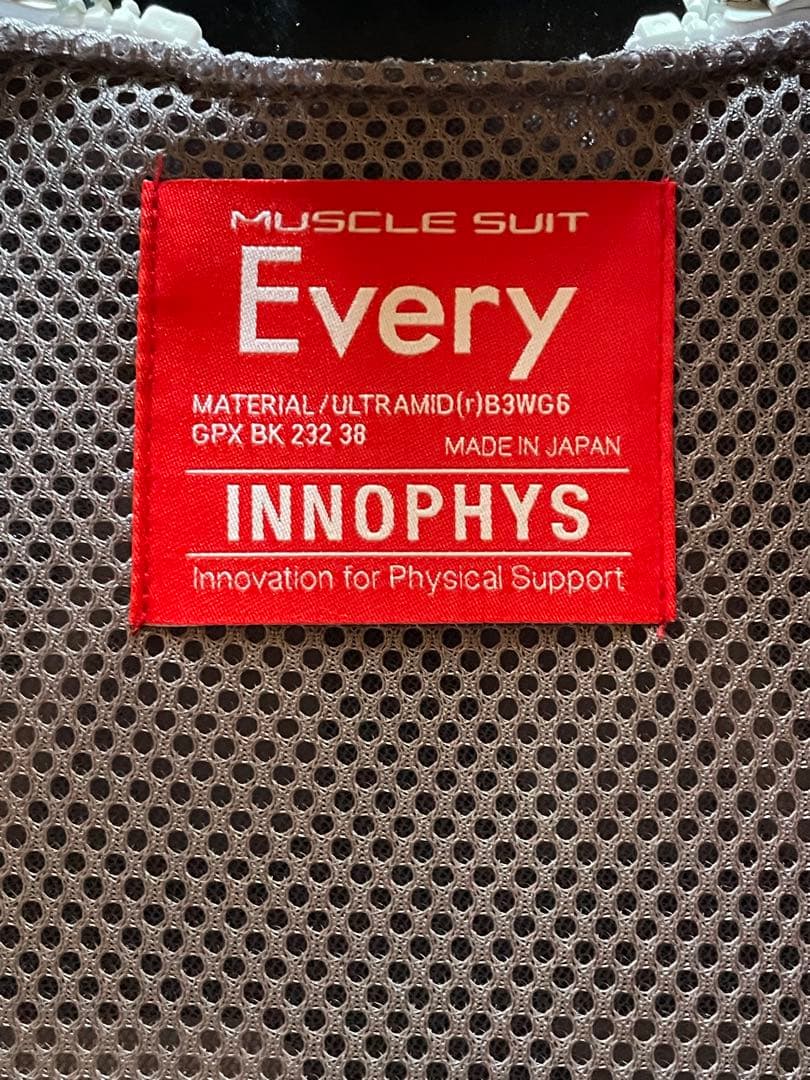 MUSCLE SUIT
Every
MATERIAL/ULTRAMID(r)B3WG6
GPX BK 232 38
MADE IN JAPAN
INNOPHYS
Innovation for Physical Support